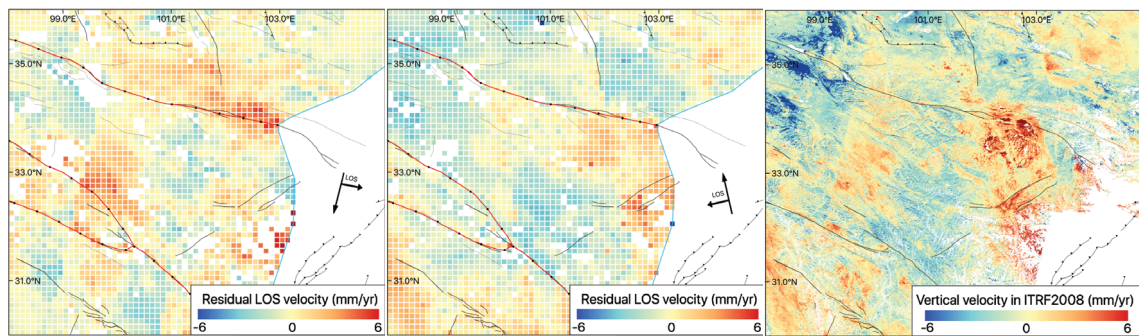 99.0°E 101.0°E 103.0°E
35.0°N
33.0°N
31.0°N
LOS
Residual LOS velocity (mm/yr)
-6 0 6
99.0°E 101.0°E 103.0°E
35.0°N
33.0°N
31.0°N
LOS
Residual LOS velocity (mm/yr)
-6 0 6
99.0°E 101.0°E 103.0°E
35.0°N
33.0°N
31.0°N
Vertical velocity in ITRF2008 (mm/yr)
-6 0 6